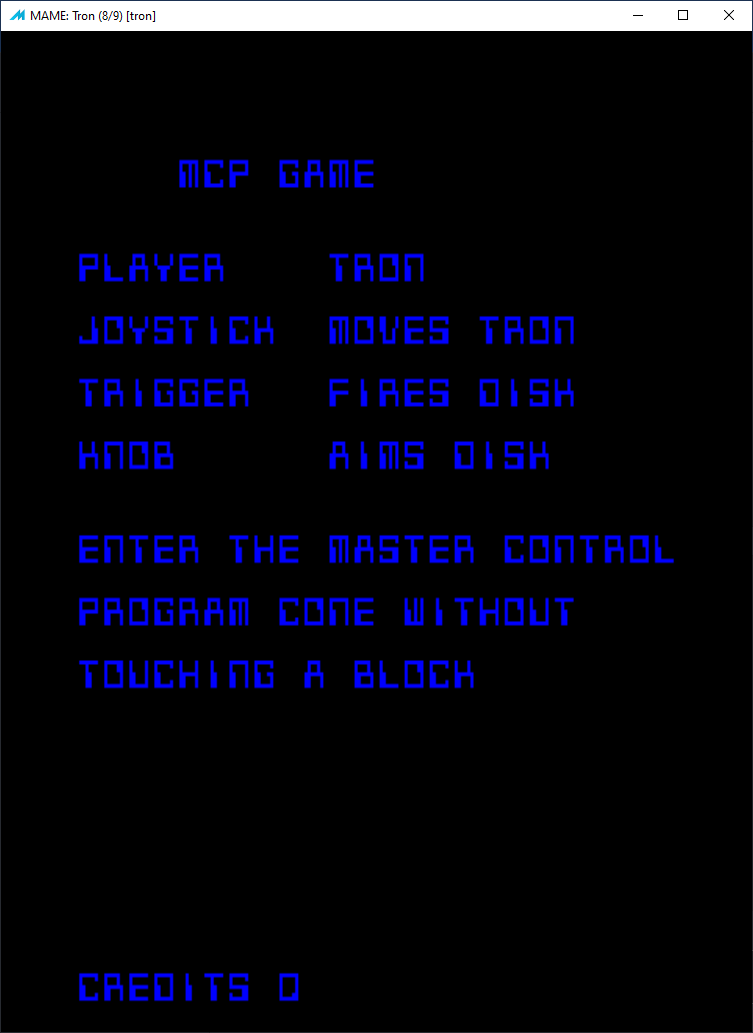 MAME: Tron (8/9) [tron]
MCP GAME
PLAYER TRON
JOYSTICK MOVES TRON
TRIGGER FIRES DISK
KNOB AIMS DISK
ENTER THE MASTER CONTROL
PROGRAM CONE WITHOUT
TOUCHING A BLOCK
CREDITS 0